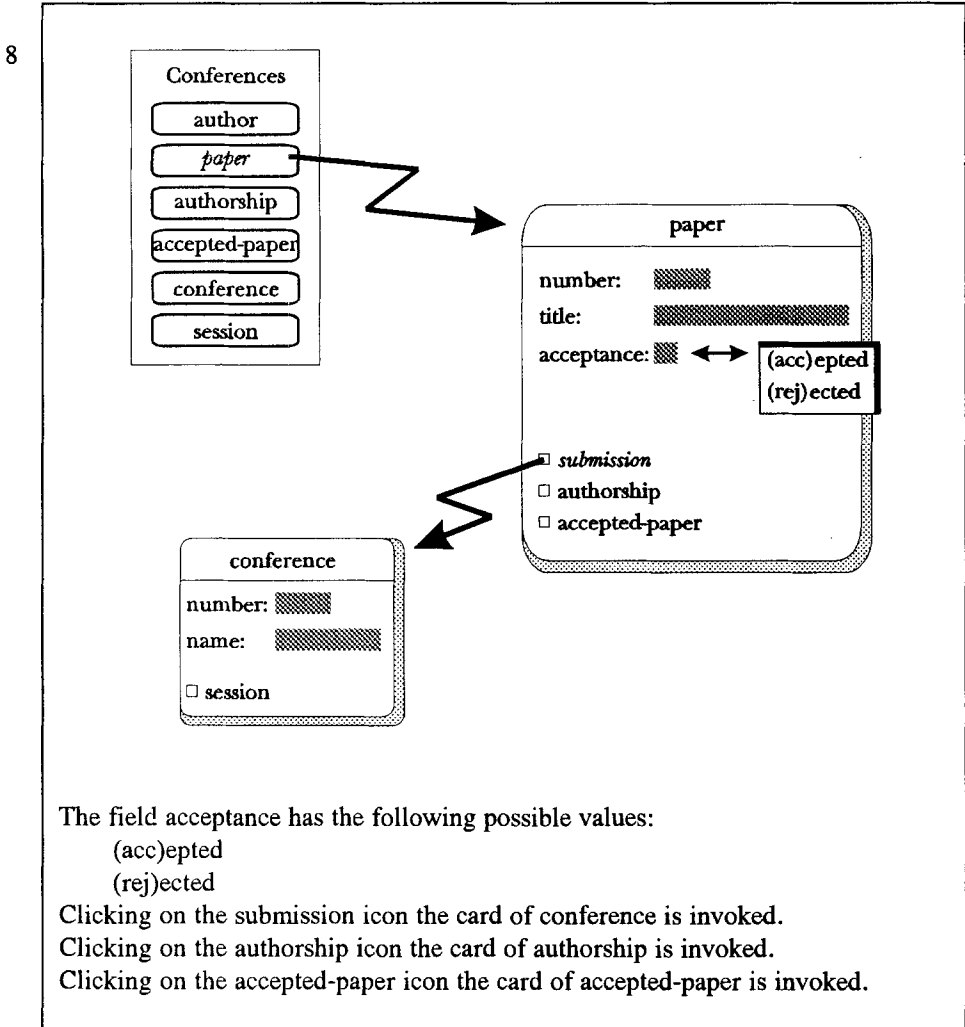 8
Conferences
author
paper
authorship
accepted-paper
conference
session
paper
number:
title:
acceptance:
(acc)epted
(rej)ected
submission
authorship
accepted-paper
conference
number:
name:
session
The field acceptance has the following possible values:
(acc)epted
(rej)ected
Clicking on the submission icon the card of conference is invoked.
Clicking on the authorship icon the card of authorship is invoked.
Clicking on the accepted-paper icon the card of accepted-paper is invoked.